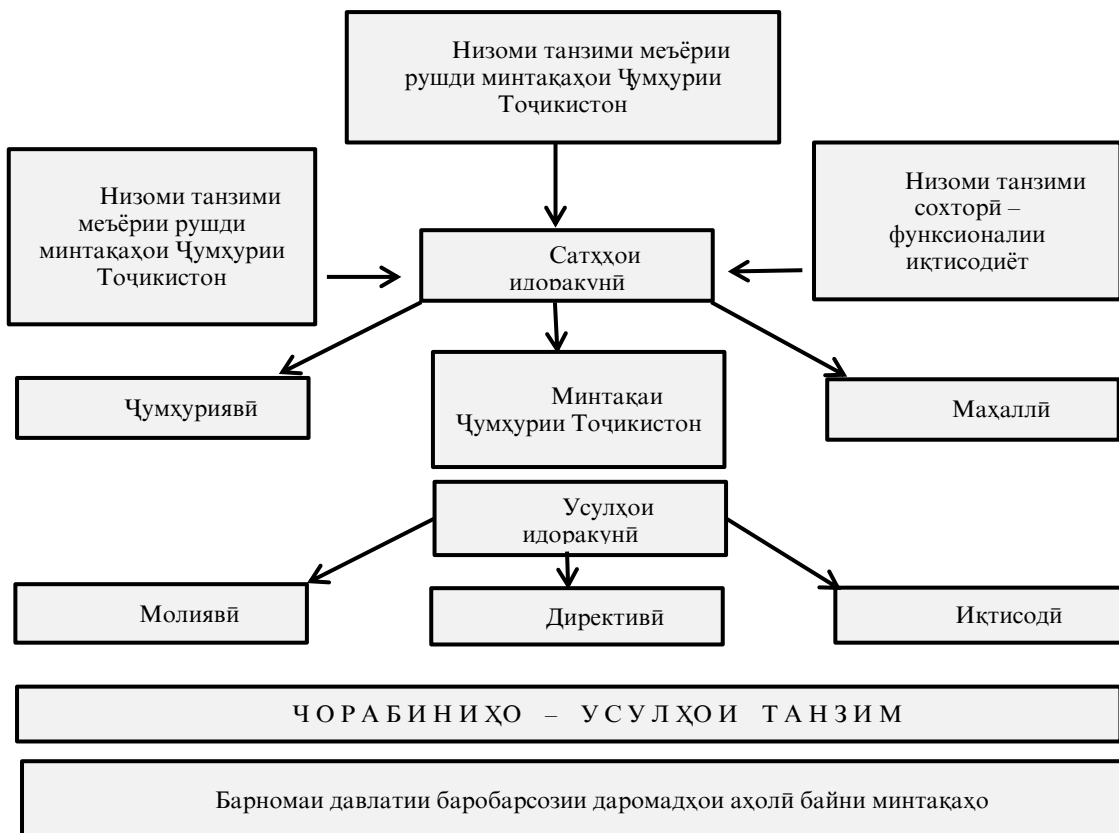 Низоми танзими меъёрии
рушди минтақаҳои Ҷумҳурии
Тоҷикистон
Низоми танзими
меъёрии рушди
минтақаҳои Ҷумҳурии
Тоҷикистон
Низоми танзими
сохторӣ –
функсионалии
иқтисодиёт
Сатҳҳои
идоракунӣ
Ҷумҳуриявӣ
Минтақаи
Ҷумҳурии Тоҷикистон
Маҳаллӣ
Усулҳои
идоракунӣ
Молиявӣ
Директивӣ
Иқтисодӣ
ЧОРАБИНИҲО – УСУЛҲОИ ТАНЗИМ
Барномаи давлатии баробарсозии даромадҳои аҳолӣ байни минтақаҳо